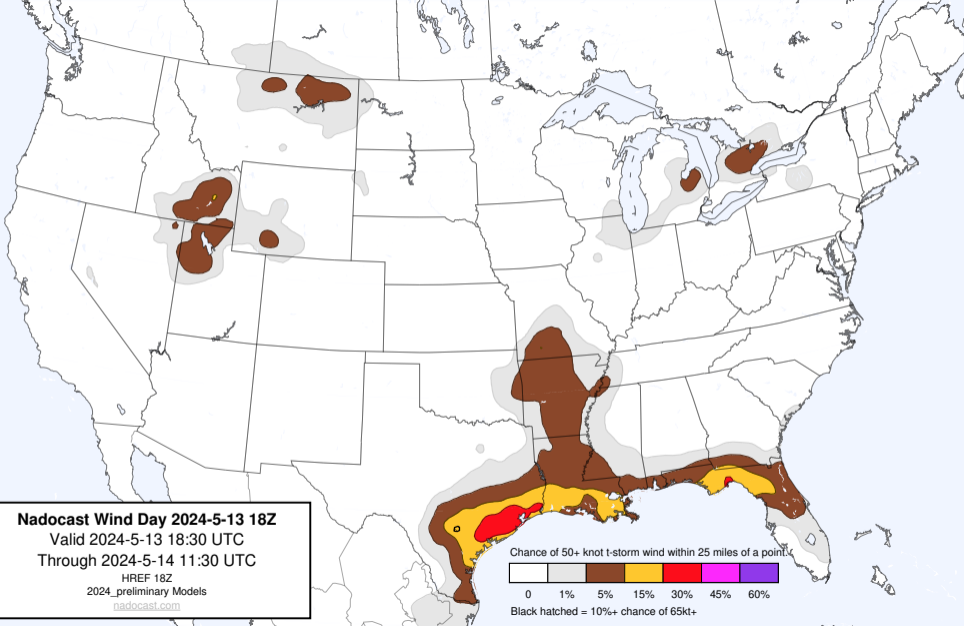 Nadocast Wind Day 2024-5-13 18Z
Valid 2024-5-13 18:30 UTC
Through 2024-5-14 11:30 UTC
HREF 18Z
2024_preliminary Models
nadocast.com
Chance of 50+ knot t-storm wind within 25 miles of a point.
0 1% 5% 15% 30% 45% 60%
Black hatched = 10%+ chance of 65kt+